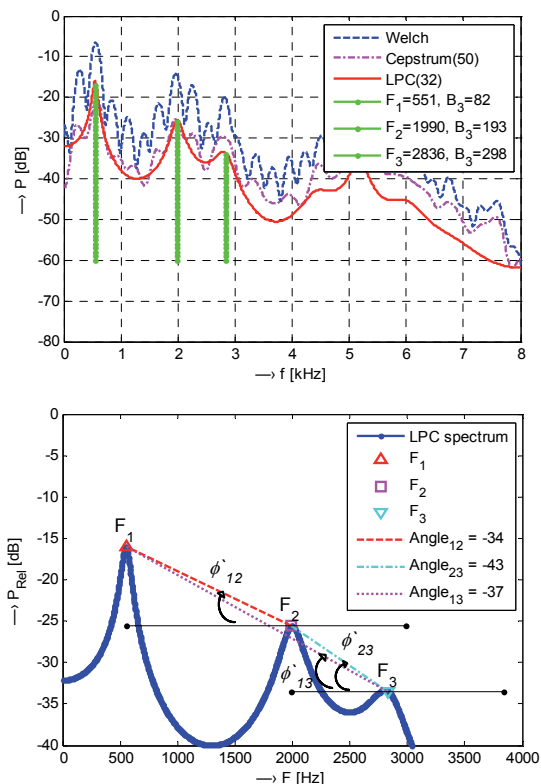 0
-10
-20
-30
-40
-50
-60
-70
-80
—› P [dB]
Welch
Cepstrum(50)
LPC(32)
F1=551, B3=82
F2=1990, B3=193
F3=2836, B3=298
0 1 2 3 4 5 6 7 8
—› f [kHz]
0
-5
-10
-15
-20
-25
-30
-35
-40
—› PRel [dB]
LPC spectrum
F1
F2
F3
Angle12 = -34
Angle23 = -43
Angle13 = -37
F1
ϕ`12
F2
ϕ`23
ϕ`13
F3
0 500 1000 1500 2000 2500 3000 3500 4000
—› F [Hz]